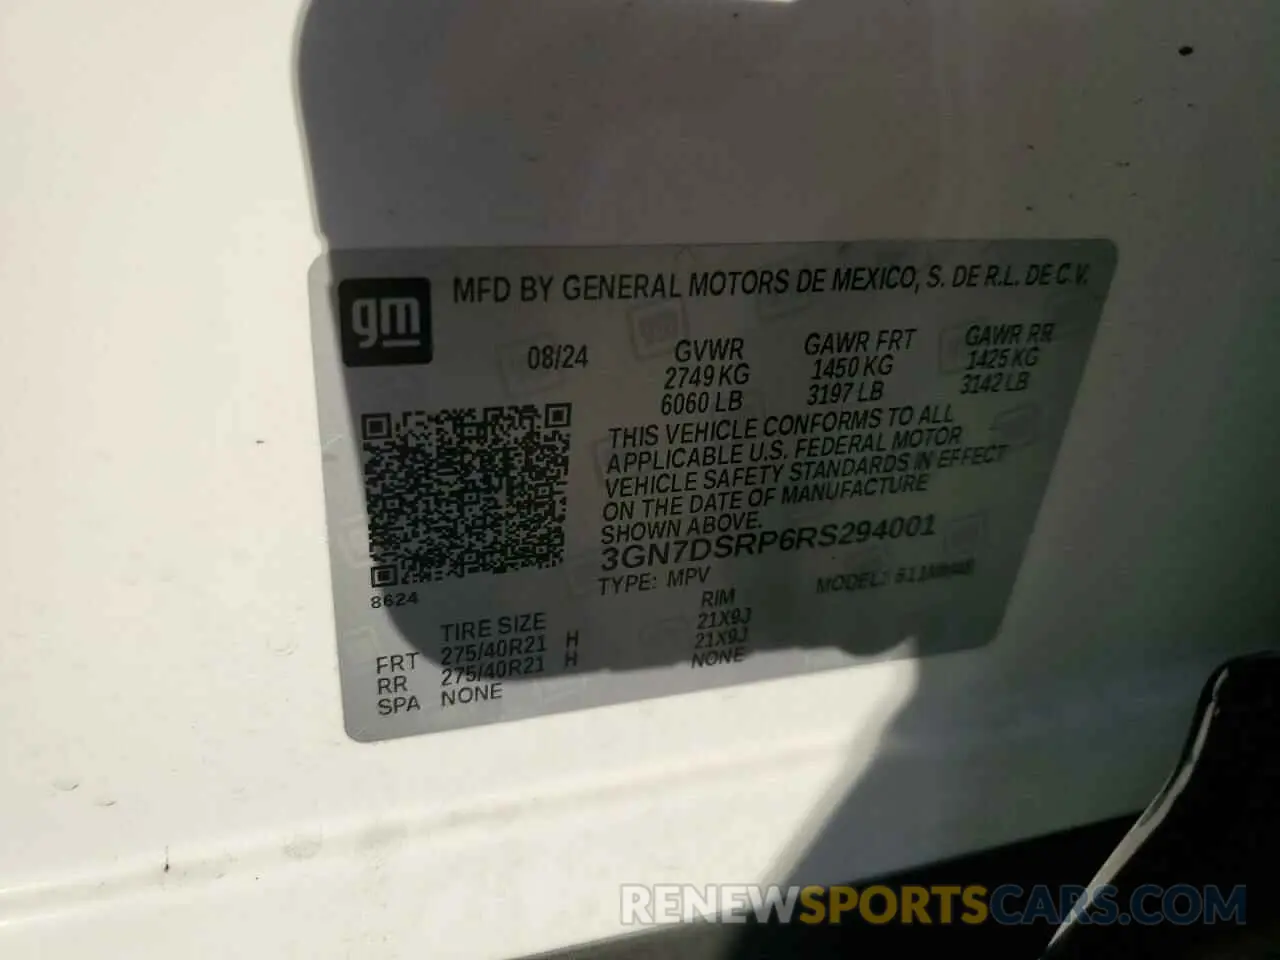 gm
MFD BY GENERAL MOTORS DE MEXICO, S. DE R.L. DE C.V.
08/24
GVWR GAWR FRT GAWR RR
2749 KG 1450 KG 1425 KG
6060 LB 3197 LB 3142 LB
THIS VEHICLE CONFORMS TO ALL
APPLICABLE U.S. FEDERAL MOTOR
VEHICLE SAFETY STANDARDS IN EFFECT
ON THE DATE OF MANUFACTURE
SHOWN ABOVE.
3GN7DSRP6RS294001
TYPE: MPV MODEL:
8624
TIRE SIZE RIM
FRT 275/40R21 H 21X9J
RR 275/40R21 H 21X9J
SPA NONE NONE
RENEWSPORTSCARS.COM